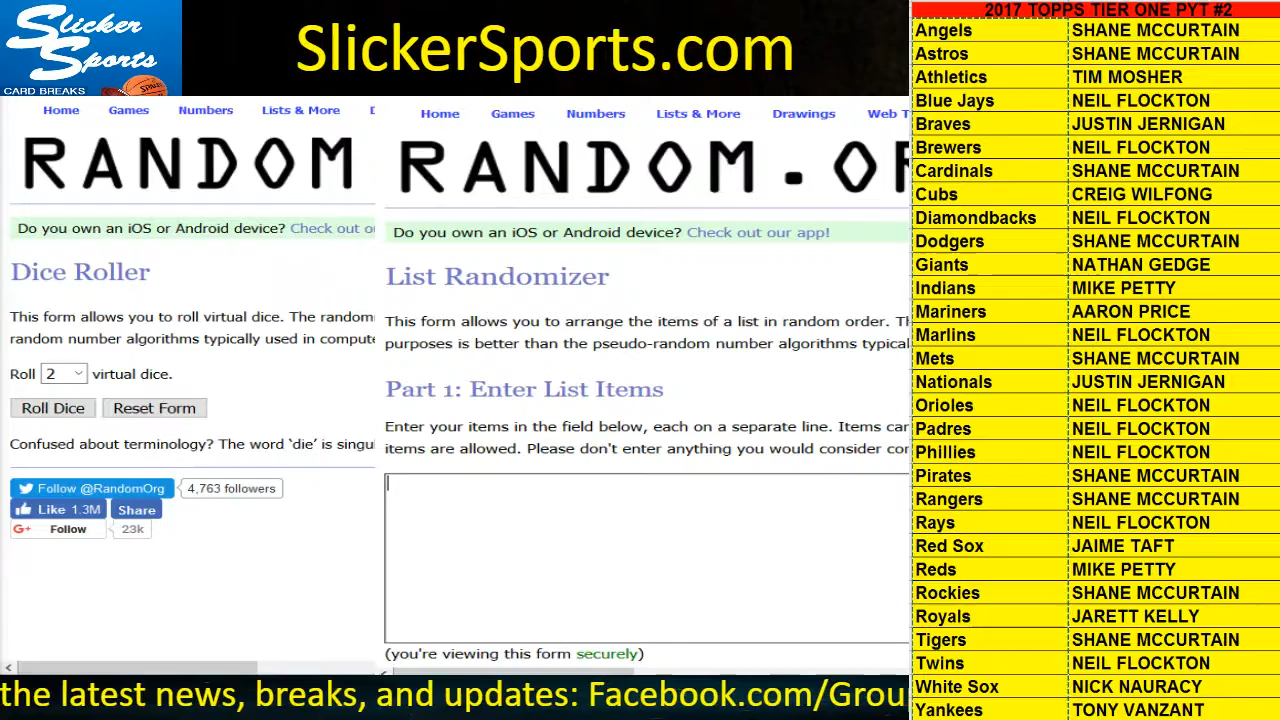 Slicker
Sports
CARD BREAKS
SlickerSports.com
Home Games Numbers Lists & More
RANDOM
Do you own an iOS or Android device? Check out o
Dice Roller
This form allows you to roll virtual dice. The random
random number algorithms typically used in compute
Roll 2 virtual dice.
Roll Dice Reset Form
Confused about terminology? The word ‘die’ is singul
Follow @RandomOrg 4,763 followers
Like 1.3M Share
G+ Follow 23k
Home Games Numbers Lists & More Drawings Web T
RANDOM.OR
Do you own an iOS or Android device? Check out our app!
List Randomizer
This form allows you to arrange the items of a list in random order. Th
purposes is better than the pseudo-random number algorithms typical
Part 1: Enter List Items
Enter your items in the field below, each on a separate line. Items can
items are allowed. Please don't enter anything you would consider con
(you're viewing this form securely)
2017 TOPPS TIER ONE PYT #2
Angels SHANE MCCURTAIN
Astros SHANE MCCURTAIN
Athletics TIM MOSHER
Blue Jays NEIL FLOCKTON
Braves JUSTIN JERNIGAN
Brewers NEIL FLOCKTON
Cardinals SHANE MCCURTAIN
Cubs CREIG WILFONG
Diamondbacks NEIL FLOCKTON
Dodgers SHANE MCCURTAIN
Giants NATHAN GEDGE
Indians MIKE PETTY
Mariners AARON PRICE
Marlins NEIL FLOCKTON
Mets SHANE MCCURTAIN
Nationals JUSTIN JERNIGAN
Orioles NEIL FLOCKTON
Padres NEIL FLOCKTON
Phillies NEIL FLOCKTON
Pirates SHANE MCCURTAIN
Rangers SHANE MCCURTAIN
Rays NEIL FLOCKTON
Red Sox JAIME TAFT
Reds MIKE PETTY
Rockies SHANE MCCURTAIN
Royals JARETT KELLY
Tigers SHANE MCCURTAIN
Twins NEIL FLOCKTON
White Sox NICK NAURACY
Yankees TONY VANZANT
the latest news, breaks, and updates: Facebook.com/Grou